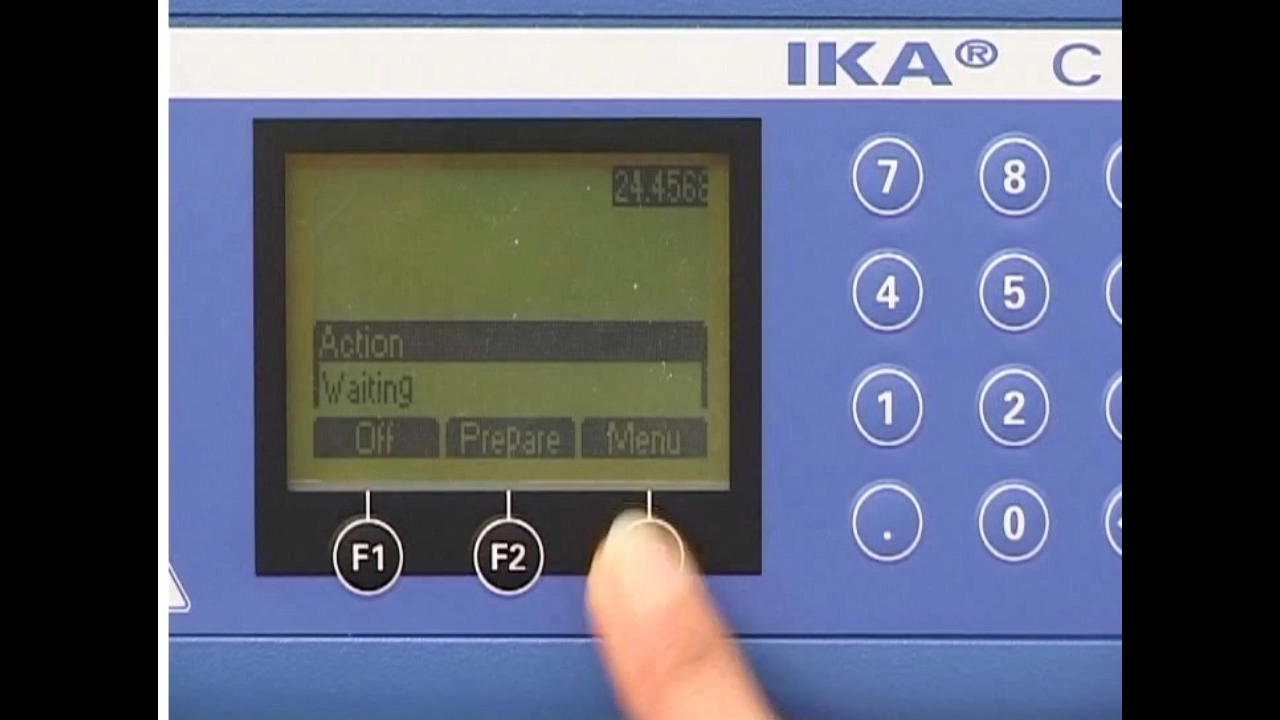 IKA® C
24.4568
Action
Waiting
Off Prepare Menu
F1 F2
7 8
4 5
1 2
. 0